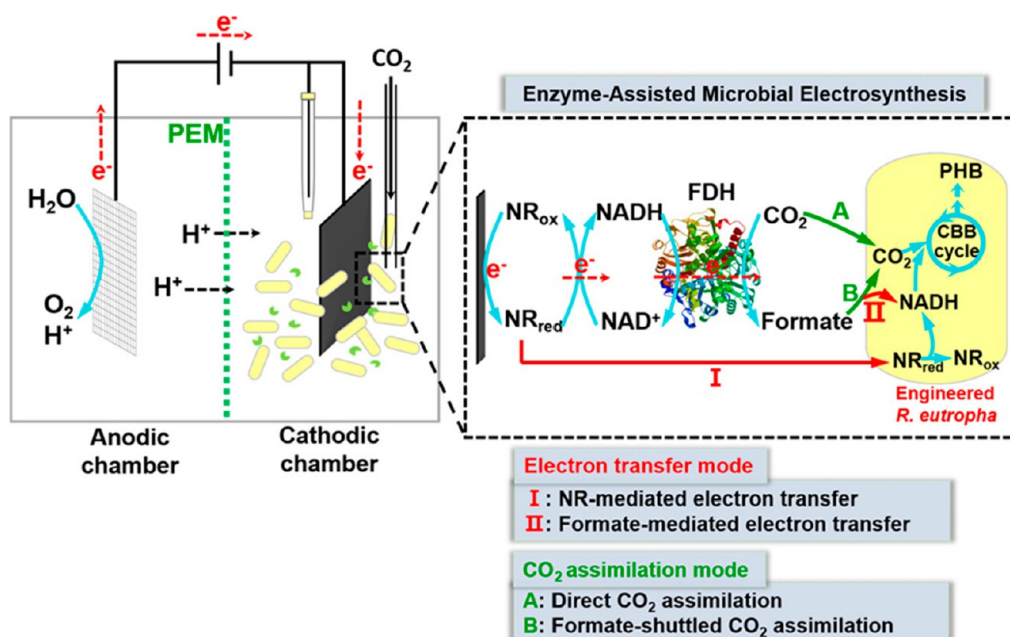 e-
CO2
Enzyme-Assisted Microbial Electrosynthesis
PEM
e-
e-
H2O
H+
H+
O2
H+
Anodic
chamber
Cathodic
chamber
NRox
NADH
FDH
CO2
A
PHB
CBB
cycle
CO2
e-
e-
e-
B
II
NADH
NRred
NAD+
Formate
I
NRred
NRox
Engineered
R. eutropha
Electron transfer mode
I : NR-mediated electron transfer
II: Formate-mediated electron transfer
CO2 assimilation mode
A: Direct CO2 assimilation
B: Formate-shuttled CO2 assimilation